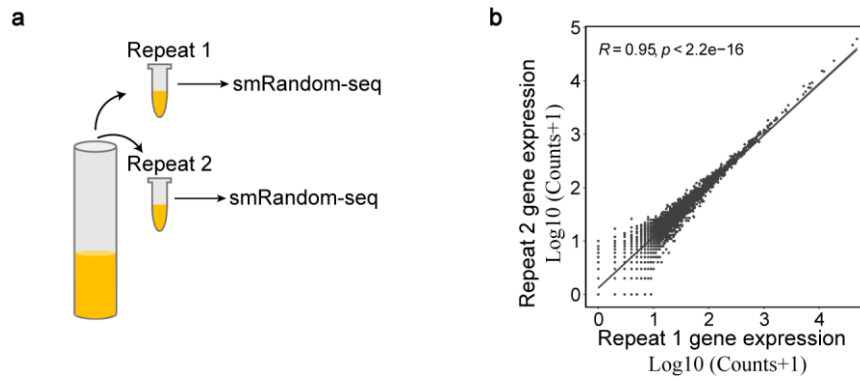 a
Repeat 1
smRandom-seq
Repeat 2
smRandom-seq
b
R = 0.95, p < 2.2e−16
5
4
3
2
1
0
Repeat 2 gene expression
Log10 (Counts+1)
0 1 2 3 4
Repeat 1 gene expression
Log10 (Counts+1)